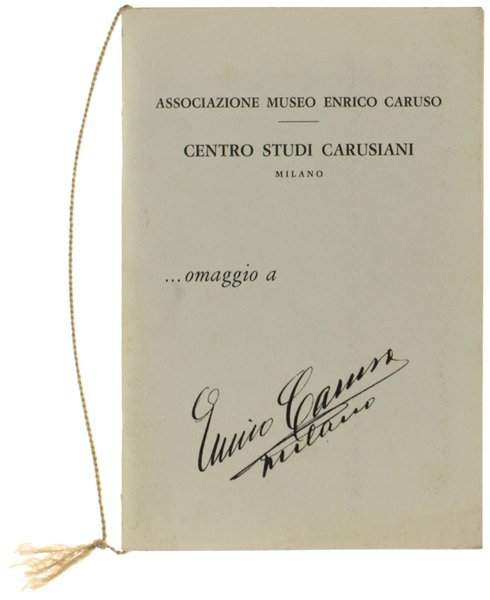 ASSOCIAZIONE MUSEO ENRICO CARUSO
CENTRO STUDI CARUSIANI
MILANO
...omaggio a
Enrico Caruso
Milano